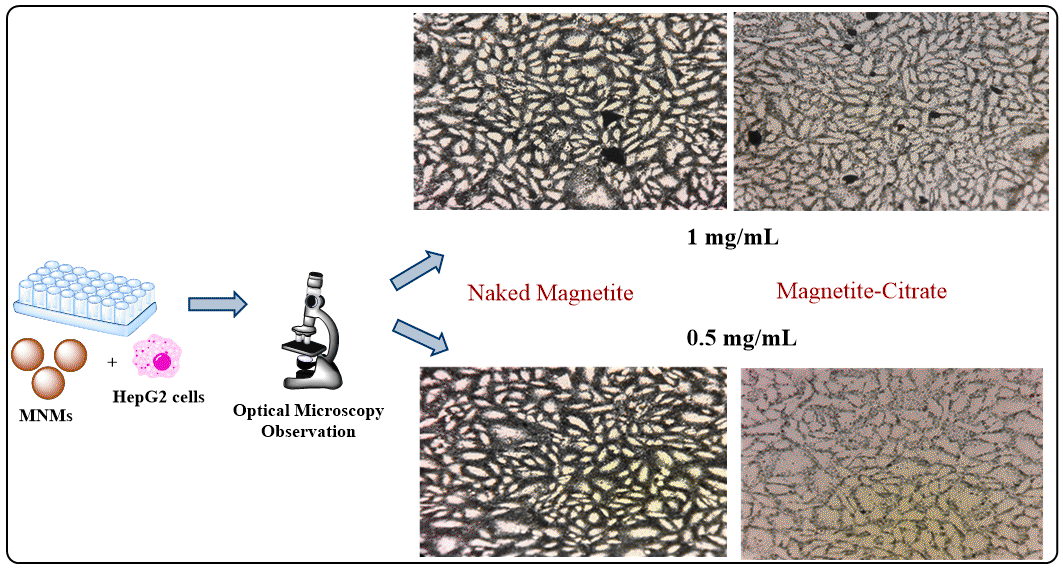 1 mg/mL
Naked Magnetite
Magnetite-Citrate
0.5 mg/mL
+
HepG2 cells
MNMs
Optical Microscopy
Observation